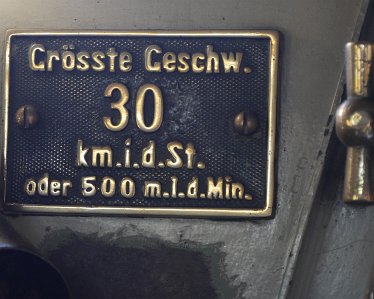 Grösste Geschw.
30
km.i.d.St.
oder 500 m.i.d.Min.